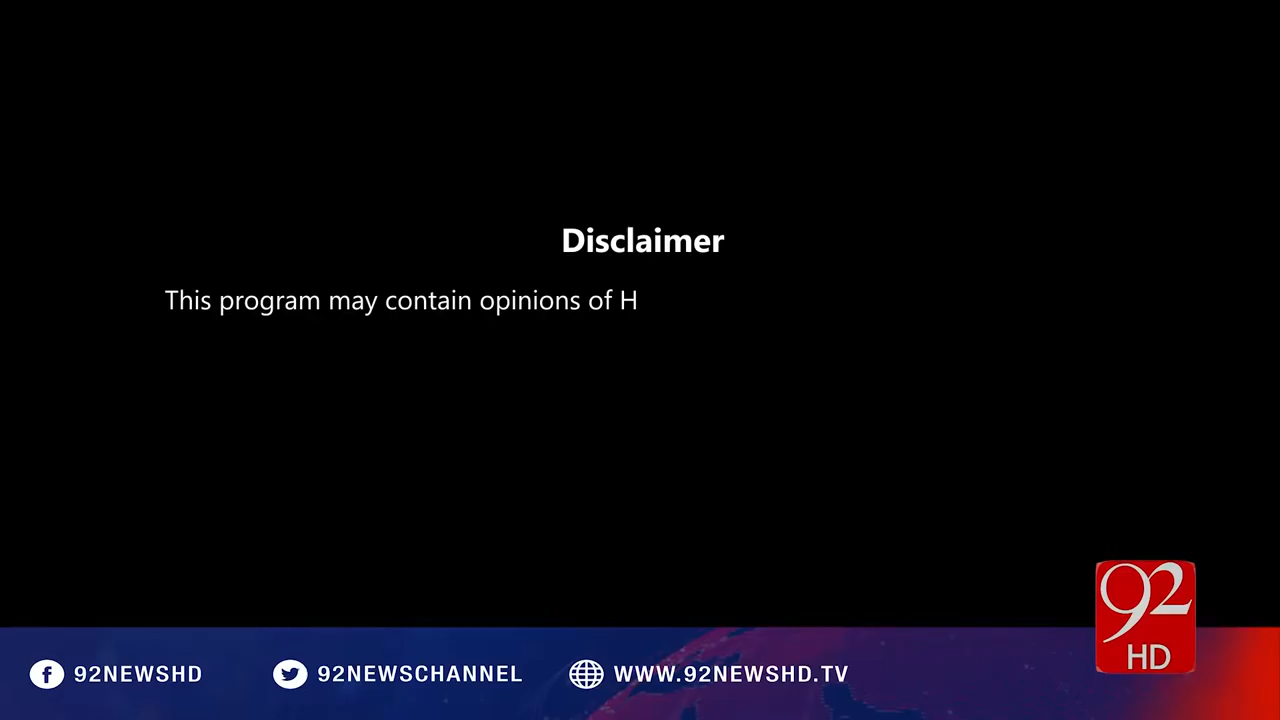 Disclaimer
This program may contain opinions of H
92
HD
92NEWSHD
92NEWSCHANNEL
WWW.92NEWSHD.TV